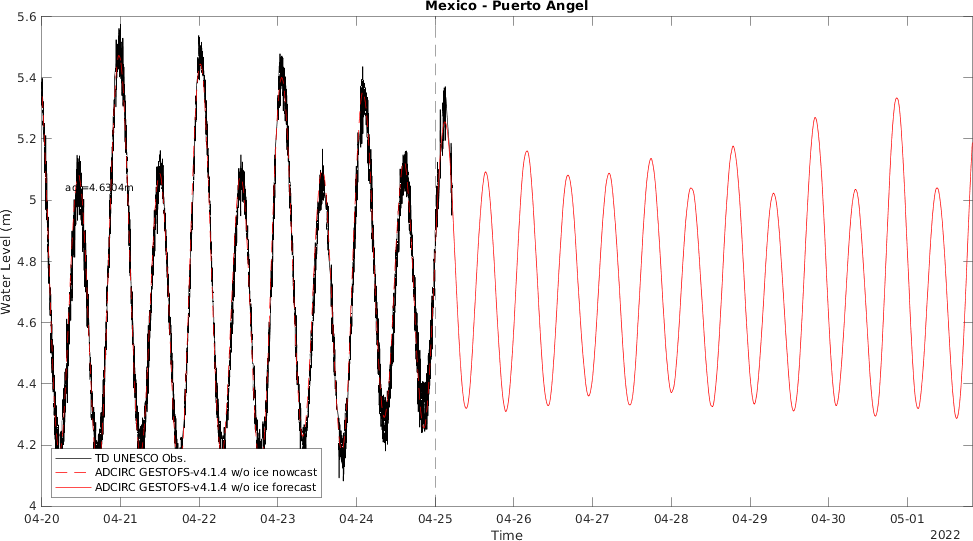 Mexico - Puerto Angel
5.6
5.4
5.2
5
4.8
4.6
4.4
4.2
4
Water Level (m)
adj=4.6304m
TD UNESCO Obs.
ADCIRC GESTOFS-v4.1.4 w/o ice nowcast
ADCIRC GESTOFS-v4.1.4 w/o ice forecast
04-20 04-21 04-22 04-23 04-24 04-25 04-26 04-27 04-28 04-29 04-30 05-01
Time
2022